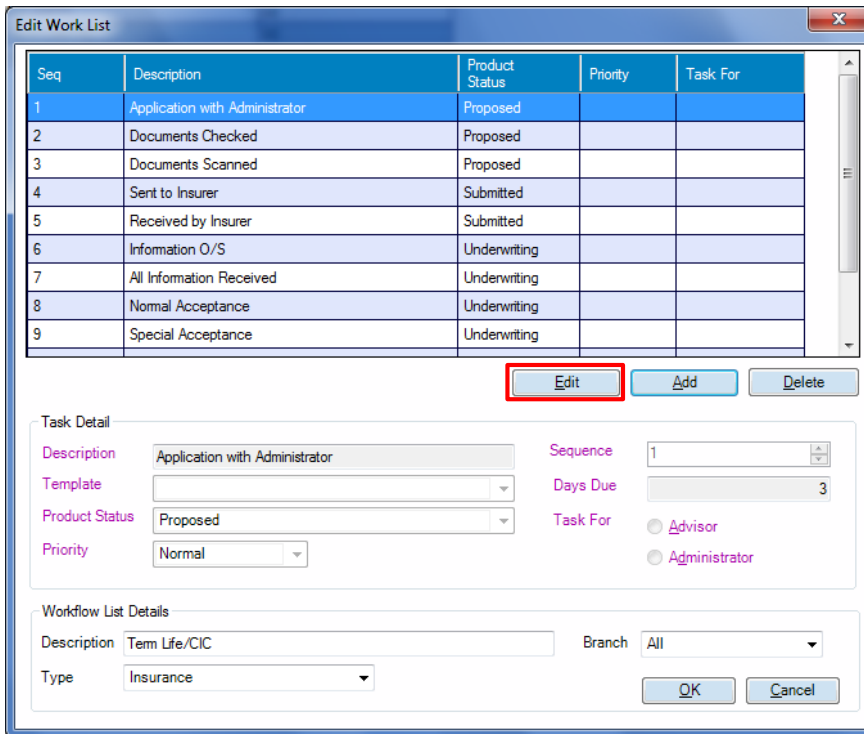 Edit Work List
Seq Description Product Status Priority Task For
1 Application with Administrator Proposed
2 Documents Checked Proposed
3 Documents Scanned Proposed
4 Sent to Insurer Submitted
5 Received by Insurer Submitted
6 Information O/S Underwriting
7 All Information Received Underwriting
8 Normal Acceptance Underwriting
9 Special Acceptance Underwriting
Edit Add Delete
Task Detail
Description Application with Administrator Sequence 1
Template Days Due 3
Product Status Proposed Task For Advisor
Priority Normal Administrator
Workflow List Details
Description Term Life/CIC Branch All
Type Insurance OK Cancel